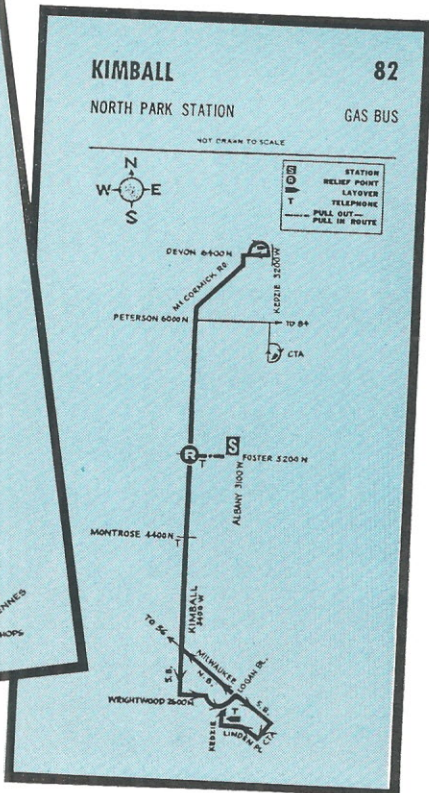 KIMBALL 82
NORTH PARK STATION GAS BUS
NOT DRAWN TO SCALE
N
W E
S
S STATION
R RELIEF POINT
LAYOVER
T TELEPHONE
PULL OUT—
PULL IN ROUTE
DEVON 6400 N
KEDZIE 3200 W
McCORMICK RD.
PETERSON 6000 N
TO 84
CTA
S
R
T
FOSTER 5200 N
ALBANY 3100 W
MONTROSE 4400 N
T
KIMBALL
3400 W
TO 56
MILWAUKEE
LOGAN BL.
S.B.
N.B.
S.B.
WRIGHTWOOD 2600 N
T
KEDZIE
LINDEN PL.
CTA
ENNES
HOPS